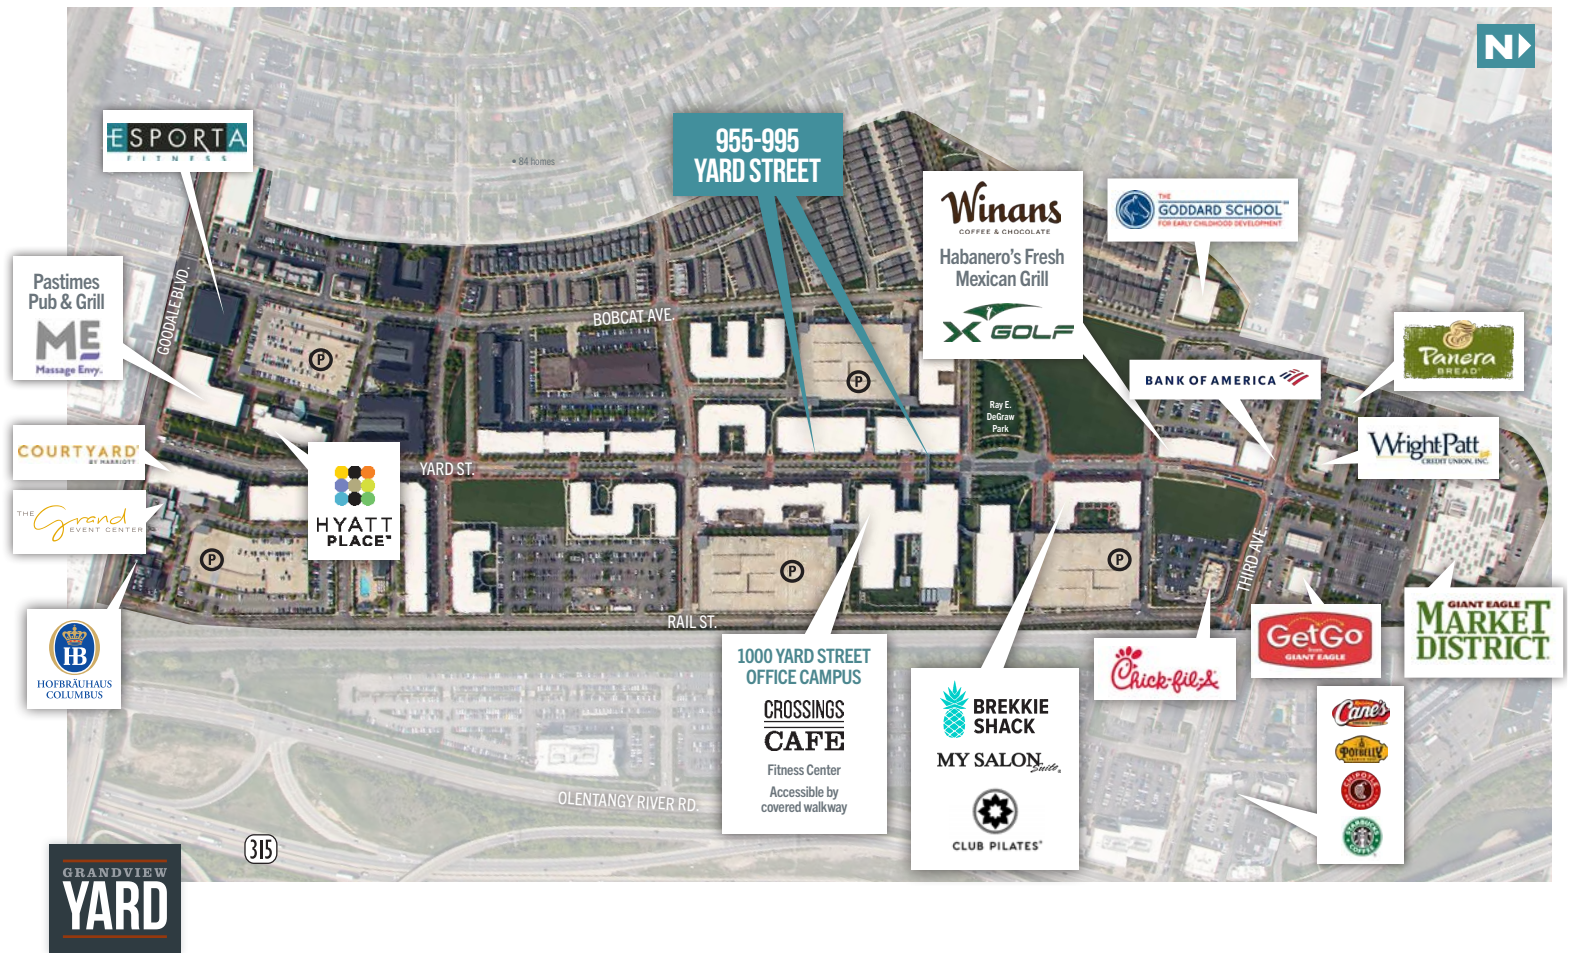 N
ESPORTA
FITNESS
955-995
YARD STREET
• 84 homes
Winans
COFFEE & CHOCOLATE
Habanero's Fresh
Mexican Grill
X GOLF
THE
GODDARD SCHOOL
FOR EARLY CHILDHOOD DEVELOPMENT
Pastimes
Pub & Grill
ME
Massage Envy.
GOODALE BLVD.
BOBCAT AVE.
P
P
Panera
BREAD®
BANK OF AMERICA
Ray E.
DeGraw
Park
WrightPatt
CREDIT UNION, INC.
COURTYARD®
BY MARRIOTT
YARD ST.
HYATT
PLACE™
THE Grand
EVENT CENTER
P
P
P
THIRD AVE.
RAIL ST.
HB
HOFBRÄUHAUS
COLUMBUS
1000 YARD STREET
OFFICE CAMPUS
CROSSINGS
CAFE
Fitness Center
Accessible by
covered walkway
BREKKIE
SHACK
MY SALON
Suite®
CLUB PILATES®
Chick-fil-A
GetGo
from
GIANT EAGLE
GIANT EAGLE
MARKET
DISTRICT
Cane's
POTBELLY
CHIPOTLE
STARBUCKS
COFFEE
OLENTANGY RIVER RD.
315
GRANDVIEW
YARD